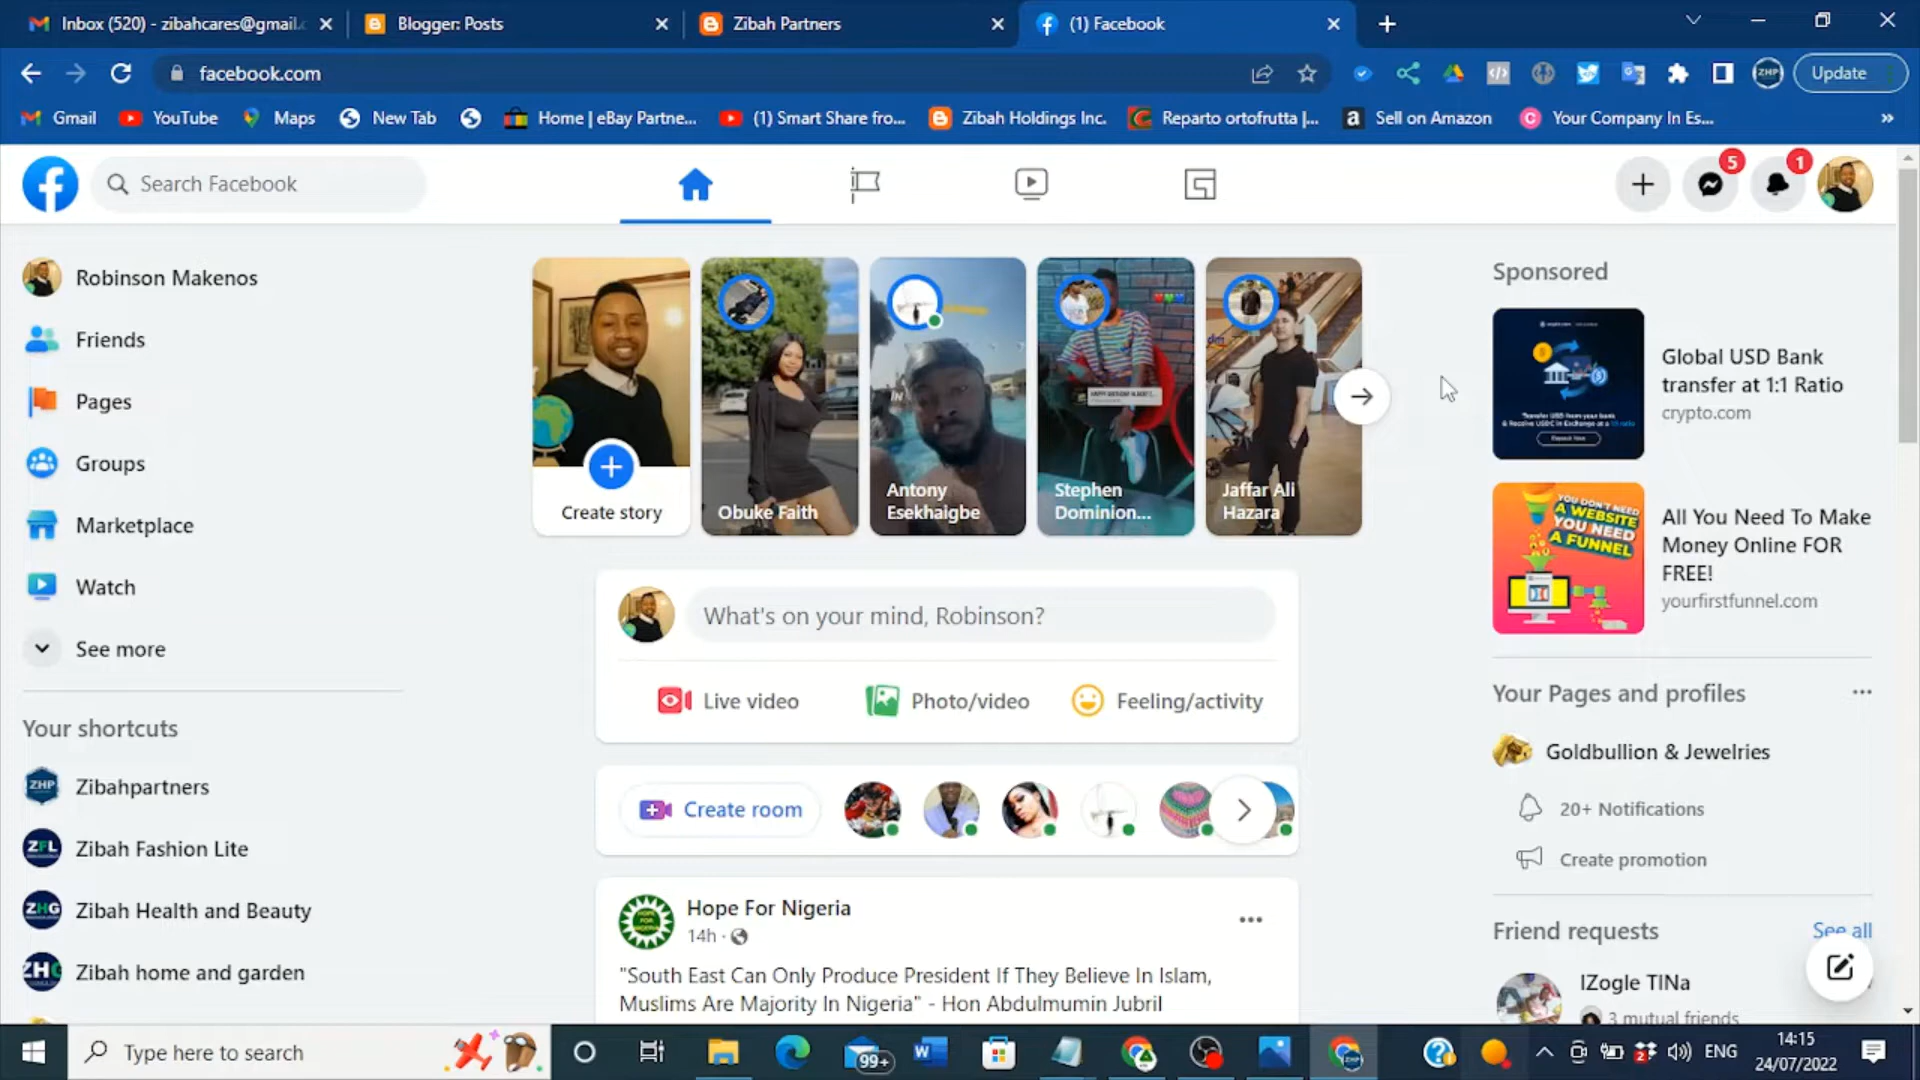 Inbox (520) - zibahcares@gmail.
Blogger: Posts
Zibah Partners
(1) Facebook
facebook.com
ZHP
Update
Gmail
YouTube
Maps
New Tab
Home | eBay Partne...
(1) Smart Share fro...
Zibah Holdings Inc.
Reparto ortofrutta |...
Sell on Amazon
Your Company In Es...
Search Facebook
5
1
Robinson Makenos
Friends
Pages
Groups
Marketplace
Watch
See more
Your shortcuts
ZHP
Zibahpartners
ZFL
Zibah Fashion Lite
ZHG
Zibah Health and Beauty
Zibah home and garden
Create story
Obuke Faith
Antony
Esekhaigbe
Stephen
Dominion...
Jaffar Ali
Hazara
What's on your mind, Robinson?
Live video
Photo/video
Feeling/activity
Create room
HOPE
FOR
NIGERIA
Hope For Nigeria
14h
"South East Can Only Produce President If They Believe In Islam,
Muslims Are Majority In Nigeria" - Hon Abdulmumin Jubril
Sponsored
Global USD Bank
transfer at 1:1 Ratio
crypto.com
YOU DON'T NEED
A WEBSITE
YOU NEED
A FUNNEL
All You Need To Make
Money Online FOR
FREE!
yourfirstfunnel.com
Your Pages and profiles
Goldbullion & Jewelries
20+ Notifications
Create promotion
Friend requests
See all
IZogle TINa
3 mutual friends
Type here to search
99+
ENG
14:15
24/07/2022